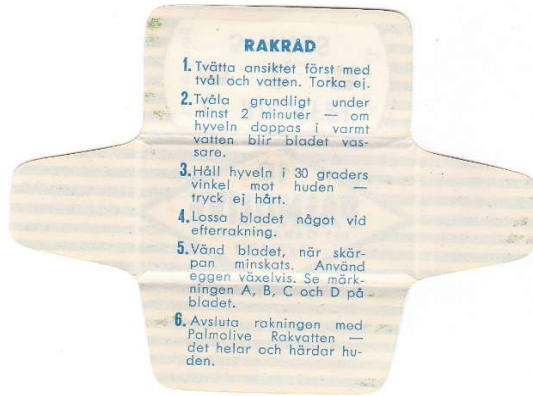 RAKRÅD
1. Tvätta ansiktet först med
tvål och vatten. Torka ej.
2. Tvåla grundligt under
minst 2 minuter — om
hyveln doppas i varmt
vatten blir bladet vas-
sare.
3. Håll hyveln i 30 graders
vinkel mot huden —
tryck ej hårt.
4. Lossa bladet något vid
efterrakning.
5. Vänd bladet, när skär-
pan minskats. Använd
eggen växelvis. Se märk-
ningen A, B, C och D på
bladet.
6. Avsluta rakningen med
Palmolive Rakvatten —
det helar och härdar hu-
den.